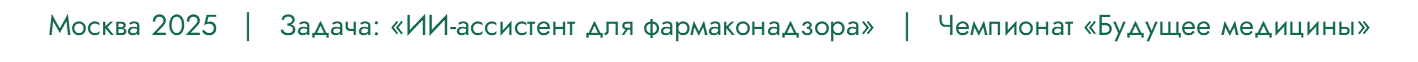 Москва 2025 | Задача: «ИИ-ассистент для фармаконадзора» | Чемпионат «Будущее медицины»